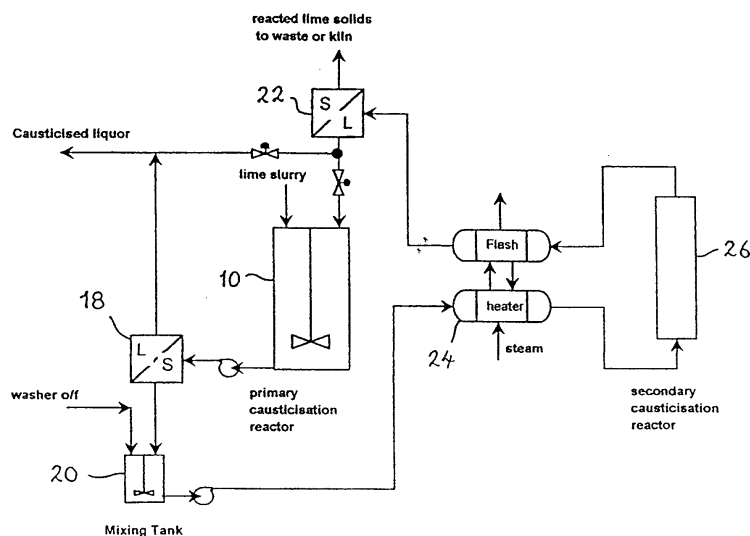 reacted lime solids
to waste or kiln
22
S
L
Causticised liquor
lime slurry
Flash
26
10
18
heater
L
S
24
steam
washer o/f
primary
causticisation
reactor
secondary
causticisation
reactor
20
Mixing Tank